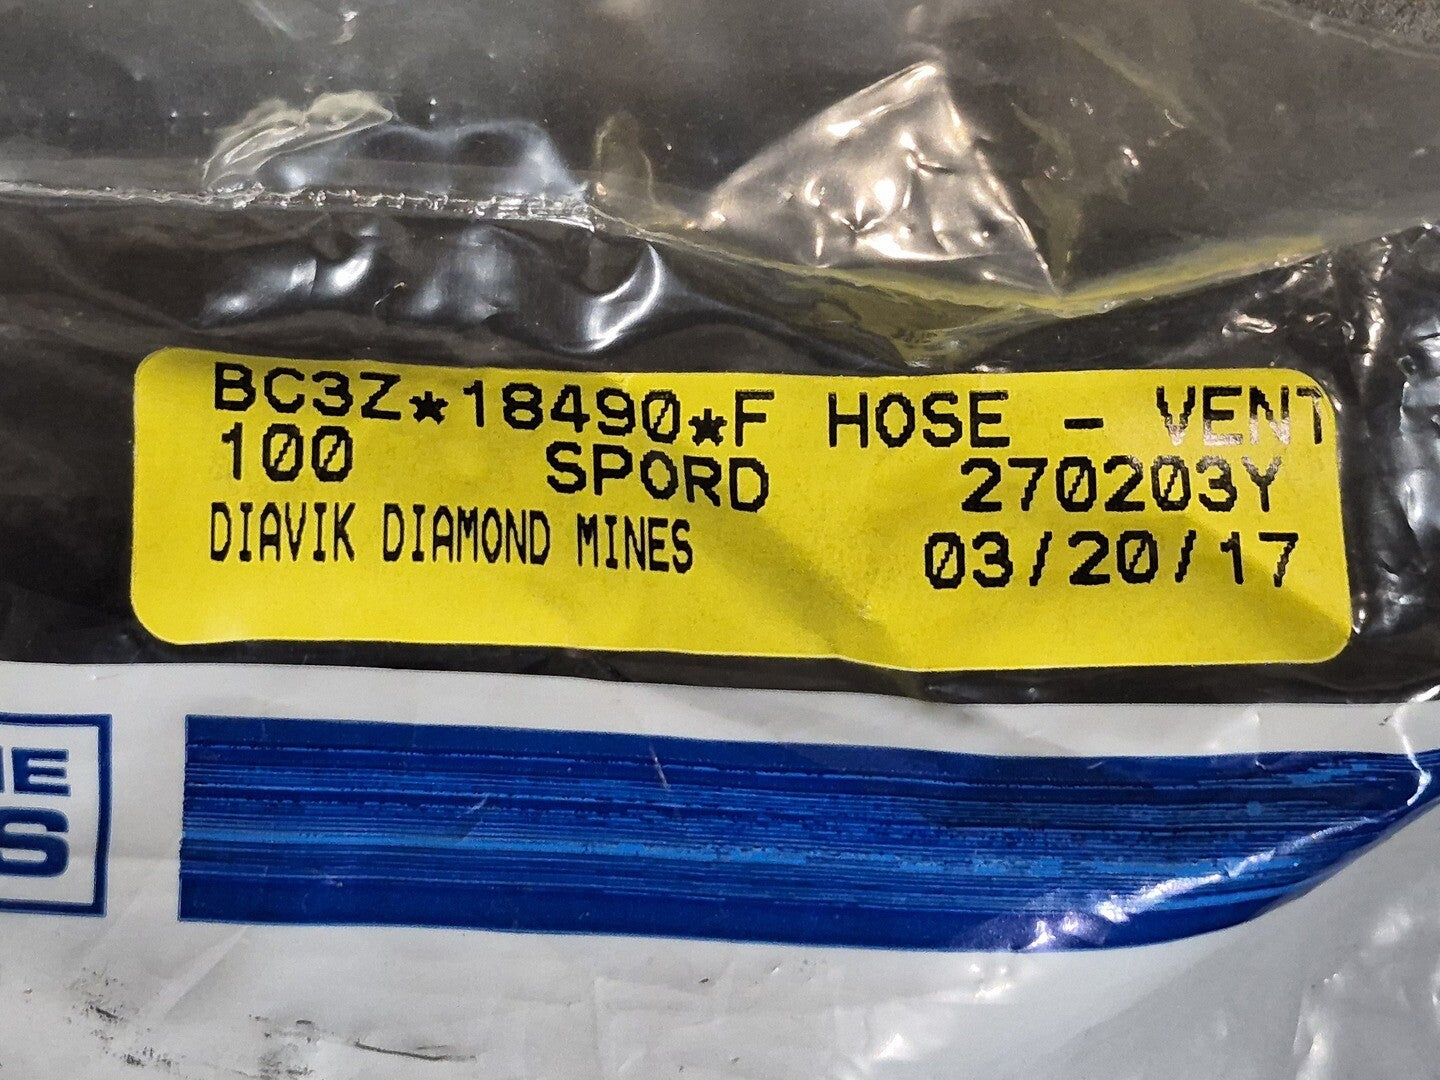 BC3Z*18490*F HOSE - VENT
100 SPORD 270203Y
DIAVIK DIAMOND MINES 03/20/17